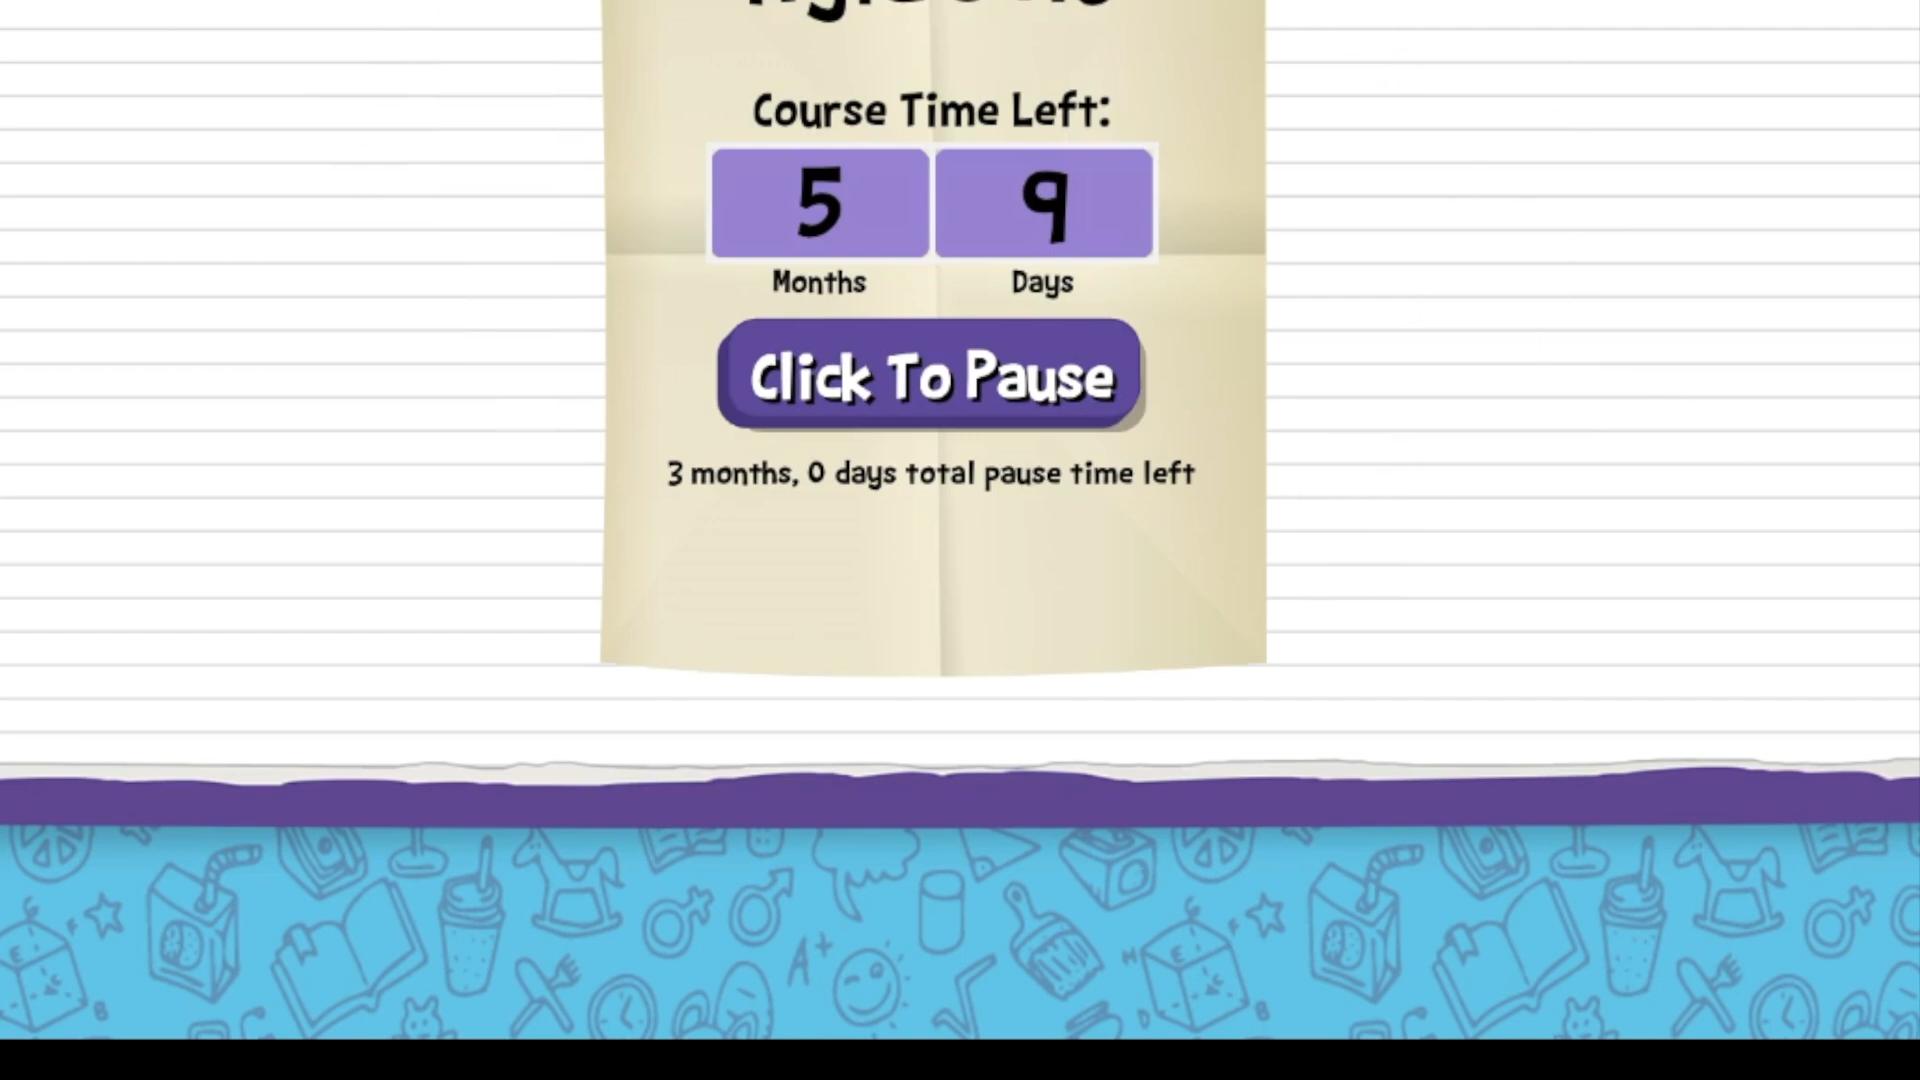 Course Time Left:
5 9
Months Days
Click To Pause
3 months, 0 days total pause time left
A+